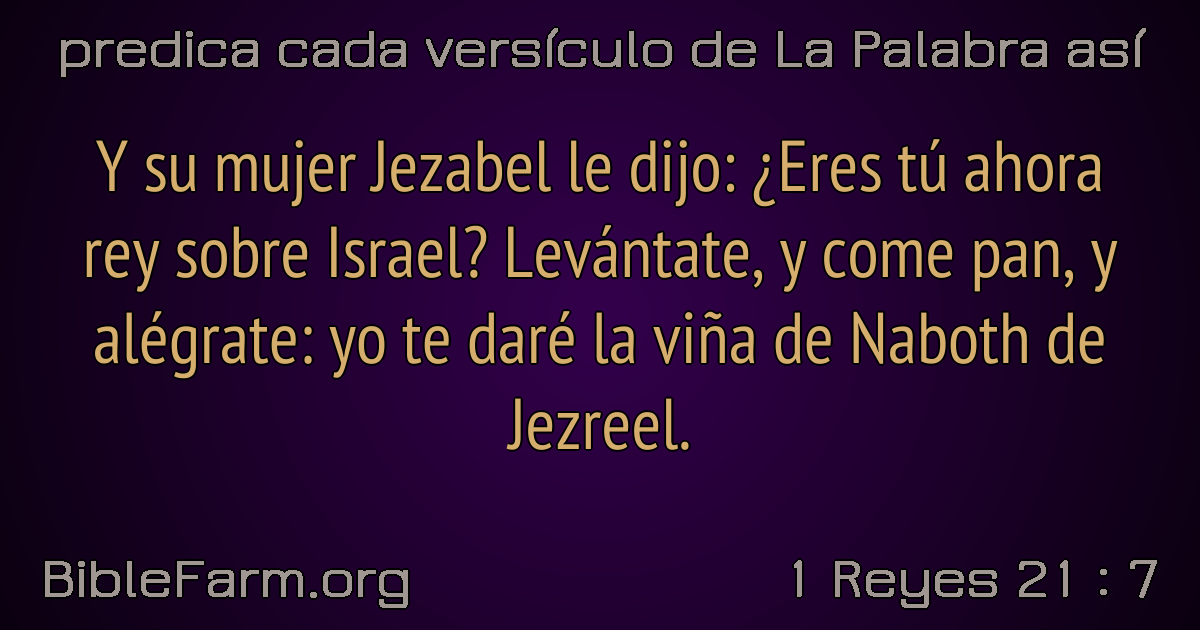 predica cada versículo de La Palabra así
Y su mujer Jezabel le dijo: ¿Eres tú ahora
rey sobre Israel? Levántate, y come pan, y
alégrate: yo te daré la viña de Naboth de
Jezreel.
BibleFarm.org
1 Reyes 21 : 7